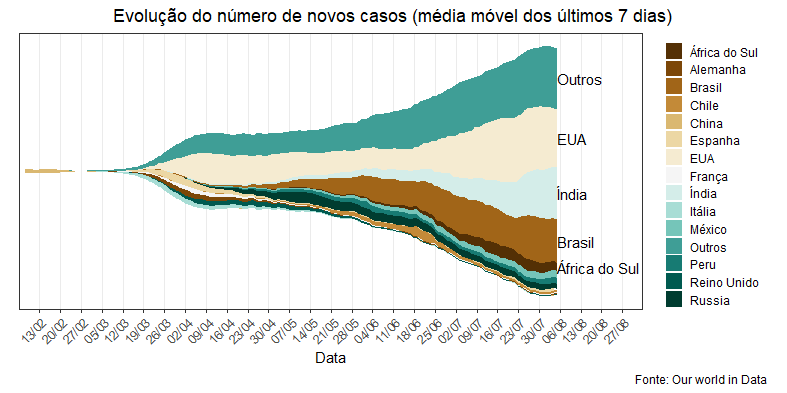 Evolução do número de novos casos (média móvel dos últimos 7 dias)
Outros
EUA
Índia
Brasil
África do Sul
África do Sul
Alemanha
Brasil
Chile
China
Espanha
EUA
França
Índia
Itália
México
Outros
Peru
Reino Unido
Russia
13/02 20/02 27/02 05/03 12/03 19/03 26/03 02/04 09/04 16/04 23/04 30/04 07/05 14/05 21/05 28/05 04/06 11/06 18/06 25/06 02/07 09/07 16/07 23/07 30/07 06/08 13/08 20/08 27/08
Data
Fonte: Our world in Data